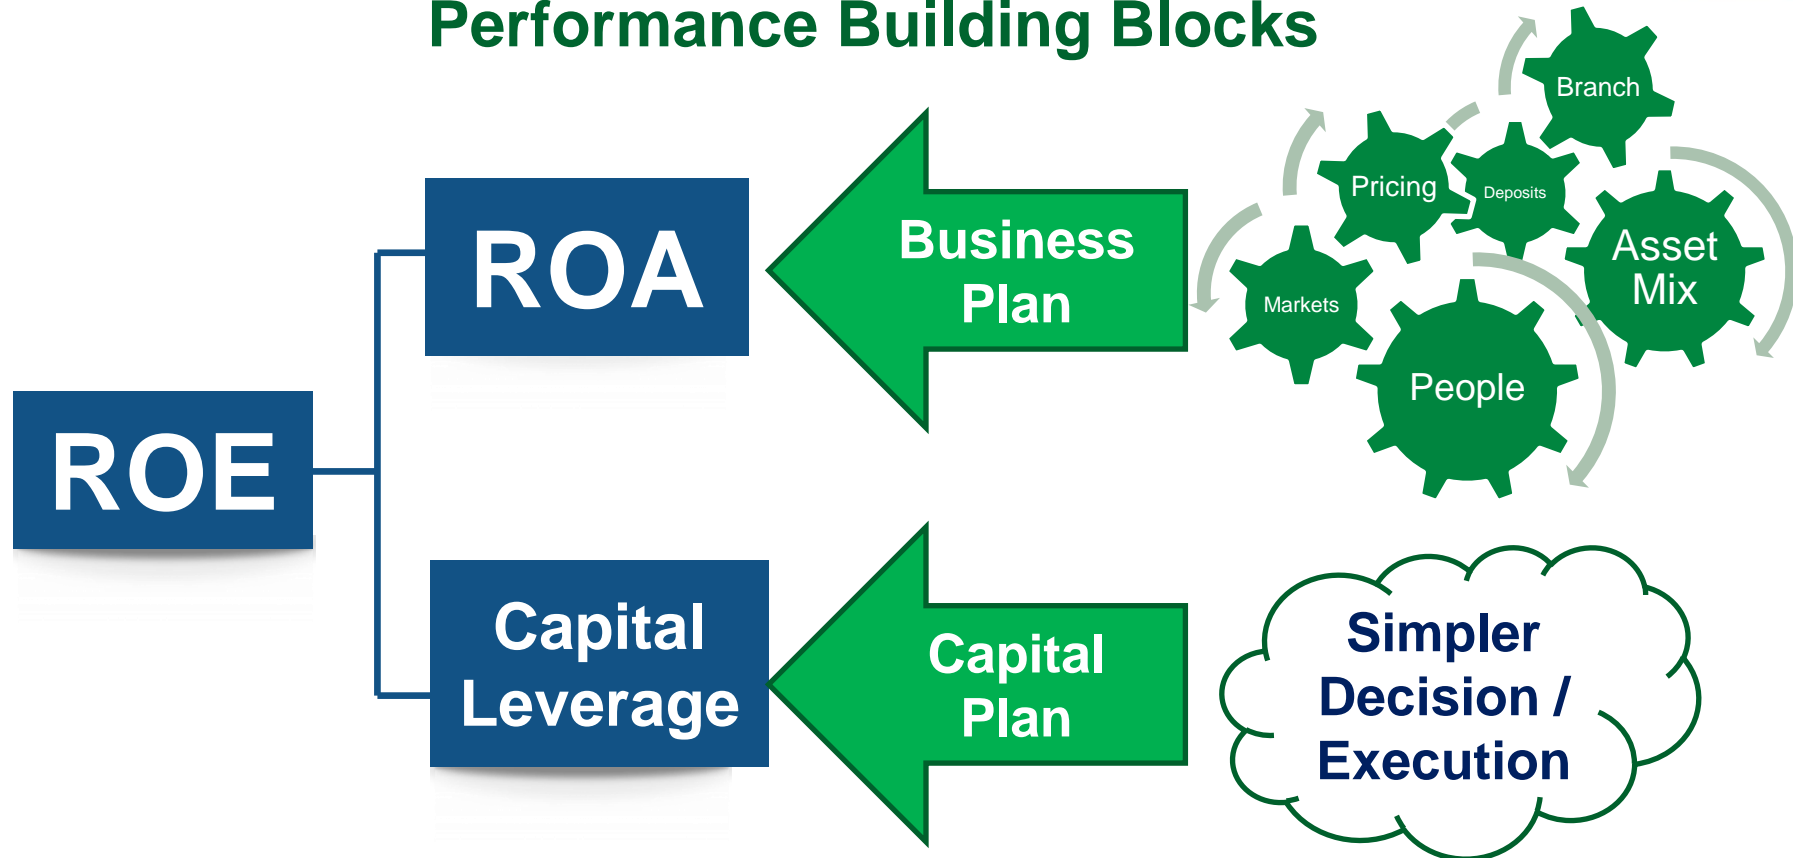 Performance Building Blocks
ROE
ROA
Business
Plan
Branch
Pricing
Deposits
Asset
Mix
Markets
People
Capital
Leverage
Capital
Plan
Simpler
Decision /
Execution